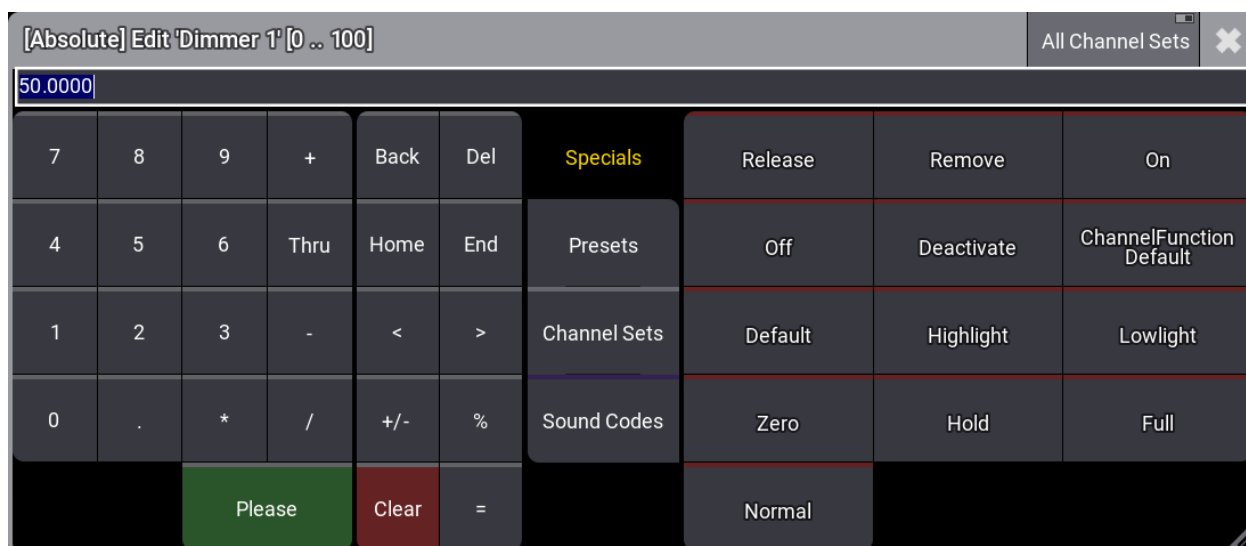 [Absolute] Edit 'Dimmer 1' [0 .. 100]
All Channel Sets
50.0000
7 8 9 + Back Del Specials Release Remove On
4 5 6 Thru Home End Presets Off Deactivate ChannelFunction
Default
1 2 3 - < > Channel Sets Default Highlight Lowlight
0 . * / +/- % Sound Codes Zero Hold Full
Please Clear = Normal